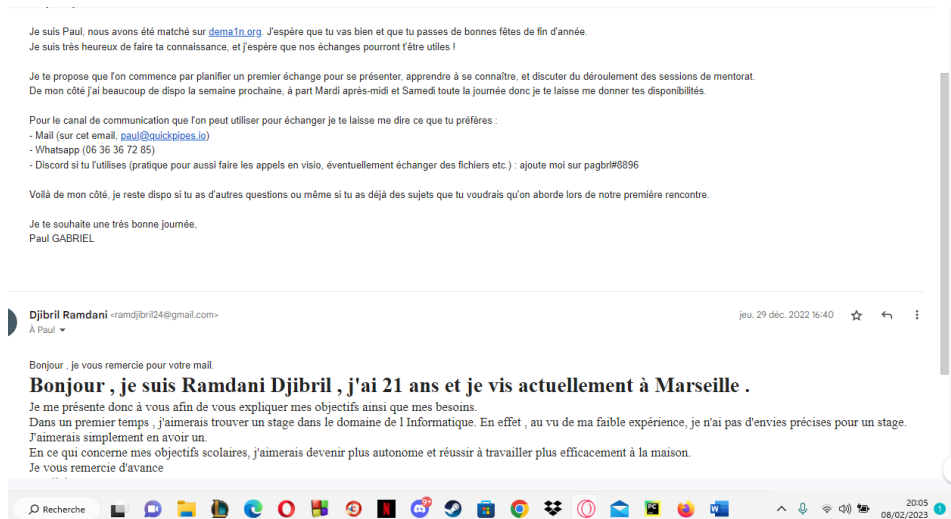 Je suis Paul, nous avons été matché sur dema1n.org. J'espère que tu vas bien et que tu passes de bonnes fêtes de fin d'année.
Je suis trés heureux de faire ta connaissance, et j'espère que nos échanges pourront t'être utiles !
Je te propose que l'on commence par planifier un premier échange pour se présenter, apprendre à se connaître, et discuter du déroulement des sessions de mentorat.
De mon côté j'ai beaucoup de dispo la semaine prochaine, à part Mardi après-midi et Samedi toute la journée donc je te laisse me donner tes disponibilités.
Pour le canal de communication que l'on peut utiliser pour échanger je te laisse me dire ce que tu préfères :
- Mail (sur cet email, paul@quickpipes.io)
- Whatsapp (06 36 36 72 85)
- Discord si tu l'utilises (pratique pour aussi faire les appels en visio, éventuellement échanger des fichiers etc.) : ajoute moi sur pagbrl#8896
Voilà de mon côté, je reste dispo si tu as d'autres questions ou même si tu as déjà des sujets que tu voudrais qu'on aborde lors de notre première rencontre.
Je te souhaite une très bonne journée,
Paul GABRIEL
Djibril Ramdani <ramdjibril24@gmail.com> jeu. 29 déc. 2022 16:40
À Paul
Bonjour , je vous remercie pour votre mail.
Bonjour , je suis Ramdani Djibril , j'ai 21 ans et je vis actuellement à Marseille .
Je me présente donc à vous afin de vous expliquer mes objectifs ainsi que mes besoins.
Dans un premier temps , j'aimerais trouver un stage dans le domaine de l Informatique. En effet , au vu de ma faible expérience, je n'ai pas d'envies précises pour un stage.
J'aimerais simplement en avoir un.
En ce qui concerne mes objectifs scolaires, j'aimerais devenir plus autonome et réussir à travailler plus efficacement à la maison.
Je vous remercie d'avance
Recherche
20:05
08/02/2023